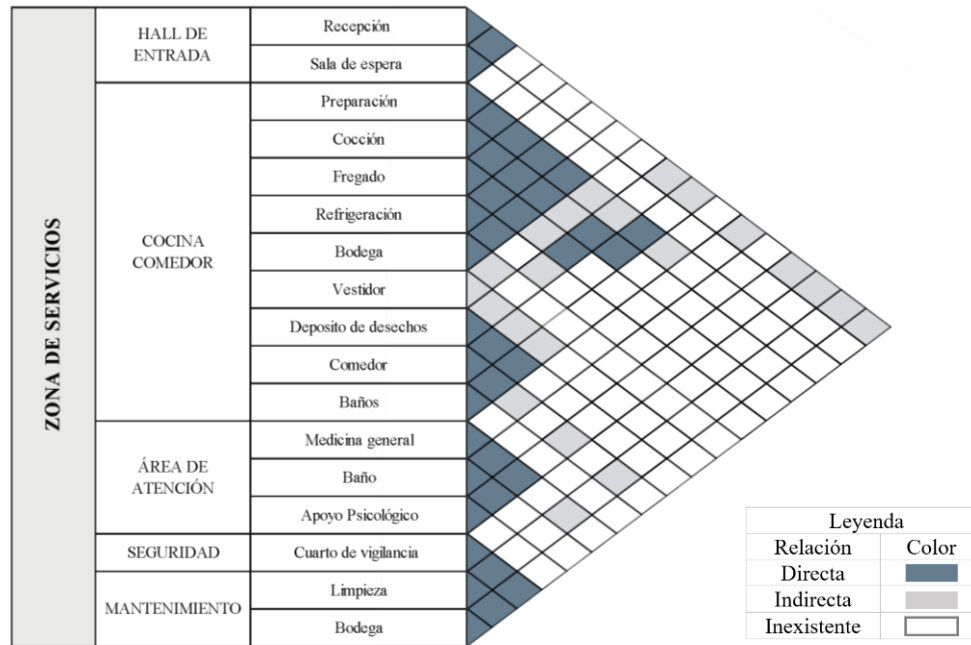 ZONA DE SERVICIOS
HALL DE
ENTRADA
Recepción
Sala de espera
COCINA
COMEDOR
Preparación
Cocción
Fregado
Refrigeración
Bodega
Vestidor
Deposito de desechos
Comedor
Baños
ÁREA DE
ATENCIÓN
Medicina general
Baño
Apoyo Psicológico
SEGURIDAD
Cuarto de vigilancia
MANTENIMIENTO
Limpieza
Bodega
Leyenda
Relación Color
Directa
Indirecta
Inexistente